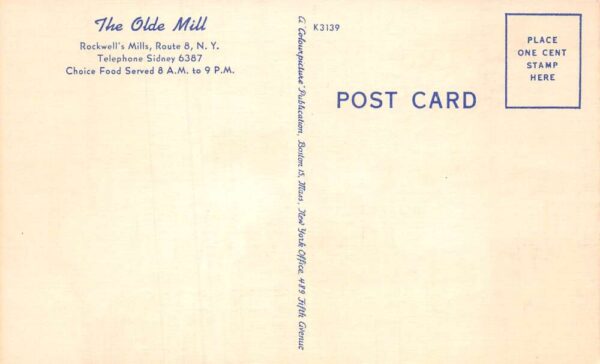 The Olde Mill
Rockwell's Mills, Route 8, N. Y.
Telephone Sidney 6387
Choice Food Served 8 A.M. to 9 P.M.
A "Colourpicture" Publication, Boston 15, Mass., New York Office, 489 Fifth Avenue
K3139
POST CARD
PLACE
ONE CENT
STAMP
HERE